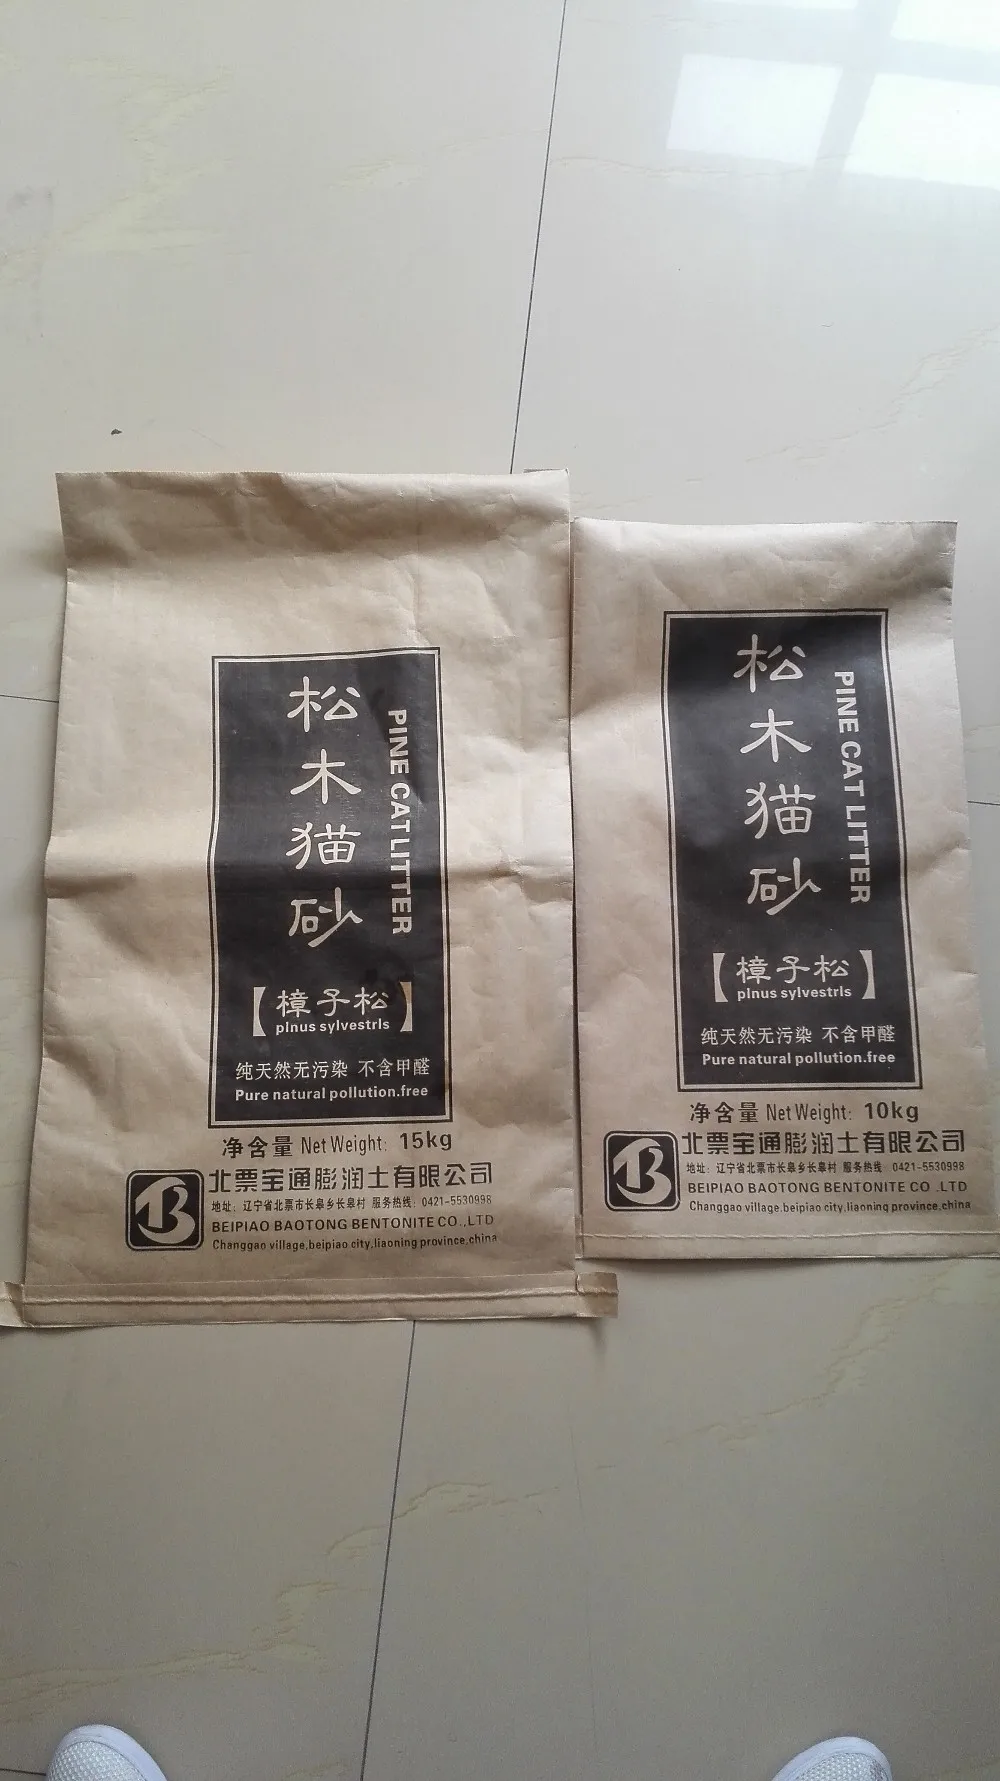 松木猫砂
PINE CAT LITTER
【樟子松】
pInus syIvestrIs
纯天然无污染 不含甲醛
Pure natural pollution.free
净含量 Net Weight: 15kg
北票宝通膨润土有限公司
地址: 辽宁省北票市长皋乡长皋村 服务热线: 0421-5530998
BEIPIAO BAOTONG BENTONITE CO.,LTD
Changgao village,beipiao city,liaoning province,china
松木猫砂
PINE CAT LITTER
【樟子松】
pInus syIvestrIs
纯天然无污染 不含甲醛
Pure natural pollution.free
净含量 Net Weight: 10kg
北票宝通膨润土有限公司
地址: 辽宁省北票市长皋乡长皋村 服务热线: 0421-5530998
BEIPIAO BAOTONG BENTONITE CO.,LTD
Changgao village,beipiao city,liaoning province,china